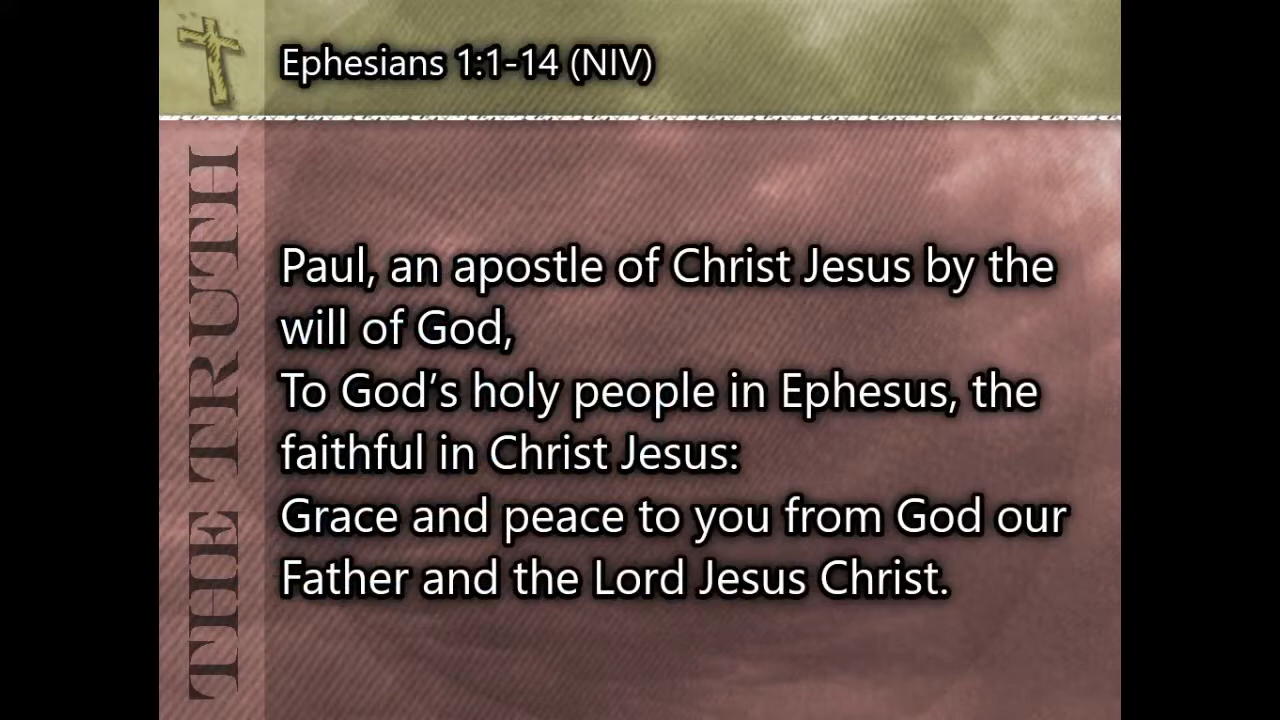 Ephesians 1:1-14 (NIV)
THE TRUTH
Paul, an apostle of Christ Jesus by the
will of God,
To God’s holy people in Ephesus, the
faithful in Christ Jesus:
Grace and peace to you from God our
Father and the Lord Jesus Christ.